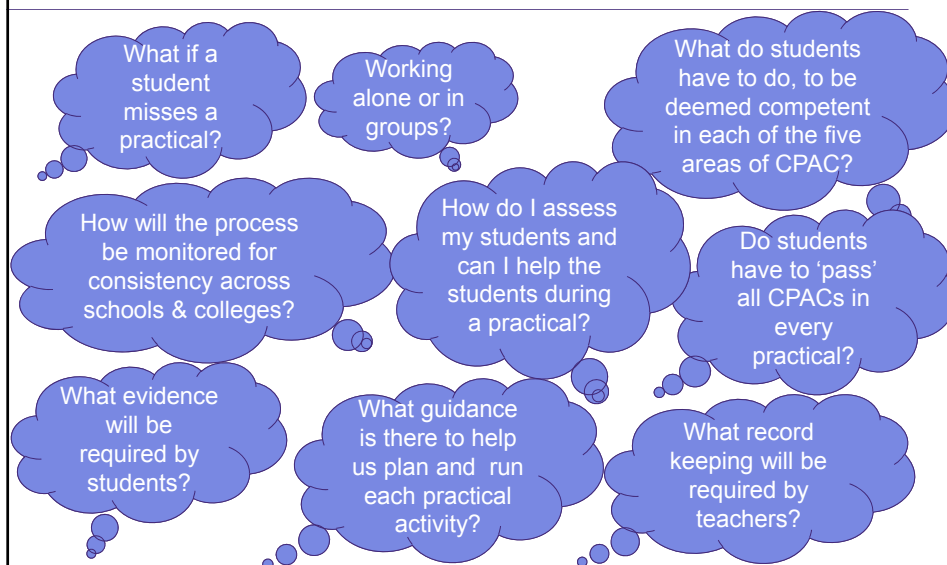 What if a
student
misses a
practical?
Working
alone or in
groups?
What do students
have to do, to be
deemed competent
in each of the five
areas of CPAC?
How will the process
be monitored for
consistency across
schools & colleges?
How do I assess
my students and
can I help the
students during
a practical?
Do students
have to ‘pass’
all CPACs in
every
practical?
What evidence
will be
required by
students?
What guidance
is there to help
us plan and run
each practical
activity?
What record
keeping will be
required by
teachers?